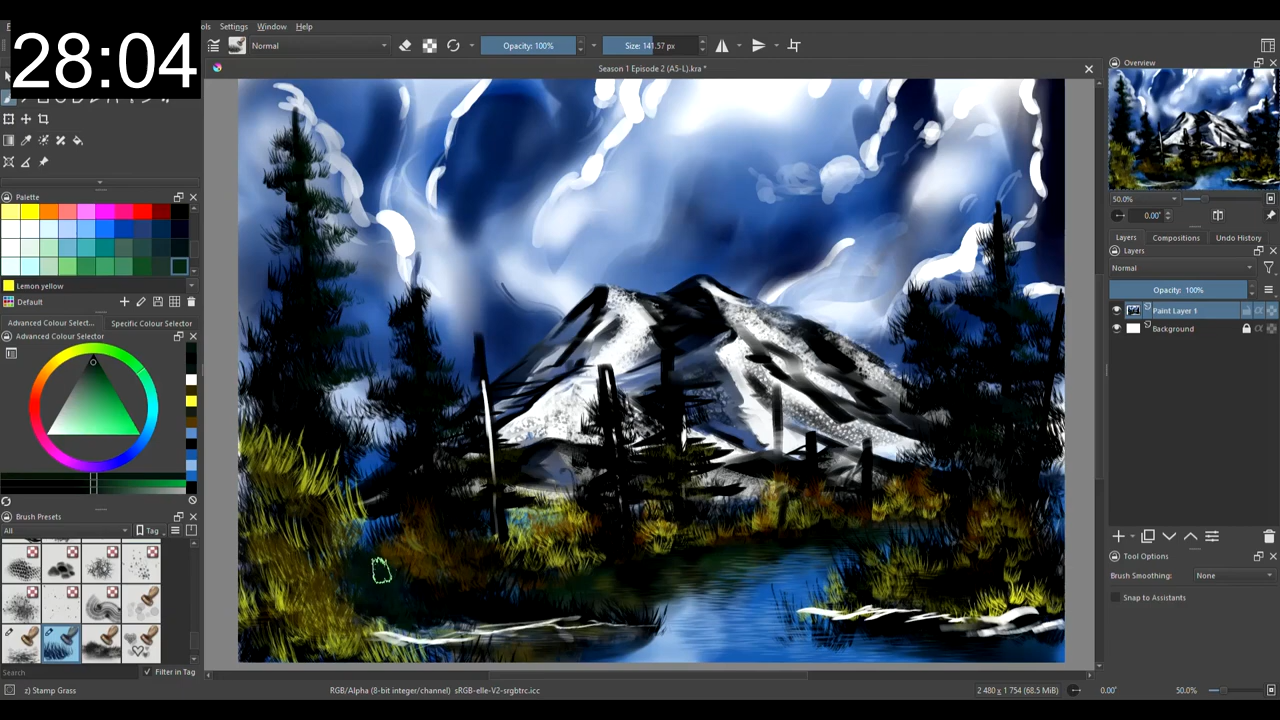 28:04
ols Settings Window Help
Normal
Opacity: 100%
Size: 141.57 px
Season 1 Episode 2 (A5-L).kra *
Overview
50.0%
0.00°
Layers Compositions Undo History
Layers
Normal
Opacity: 100%
Paint Layer 1
Background
Tool Options
Brush Smoothing: None
Snap to Assistants
Palette
Lemon yellow
Default
Advanced Colour Select... Specific Colour Selector
Advanced Colour Selector
Brush Presets
All
Tag
Search
Filter in Tag
z) Stamp Grass
RGB/Alpha (8-bit integer/channel) sRGB-elle-V2-srgbtrc.icc
2 480 x 1 754 (68.5 MiB)
0.00°
50.0%